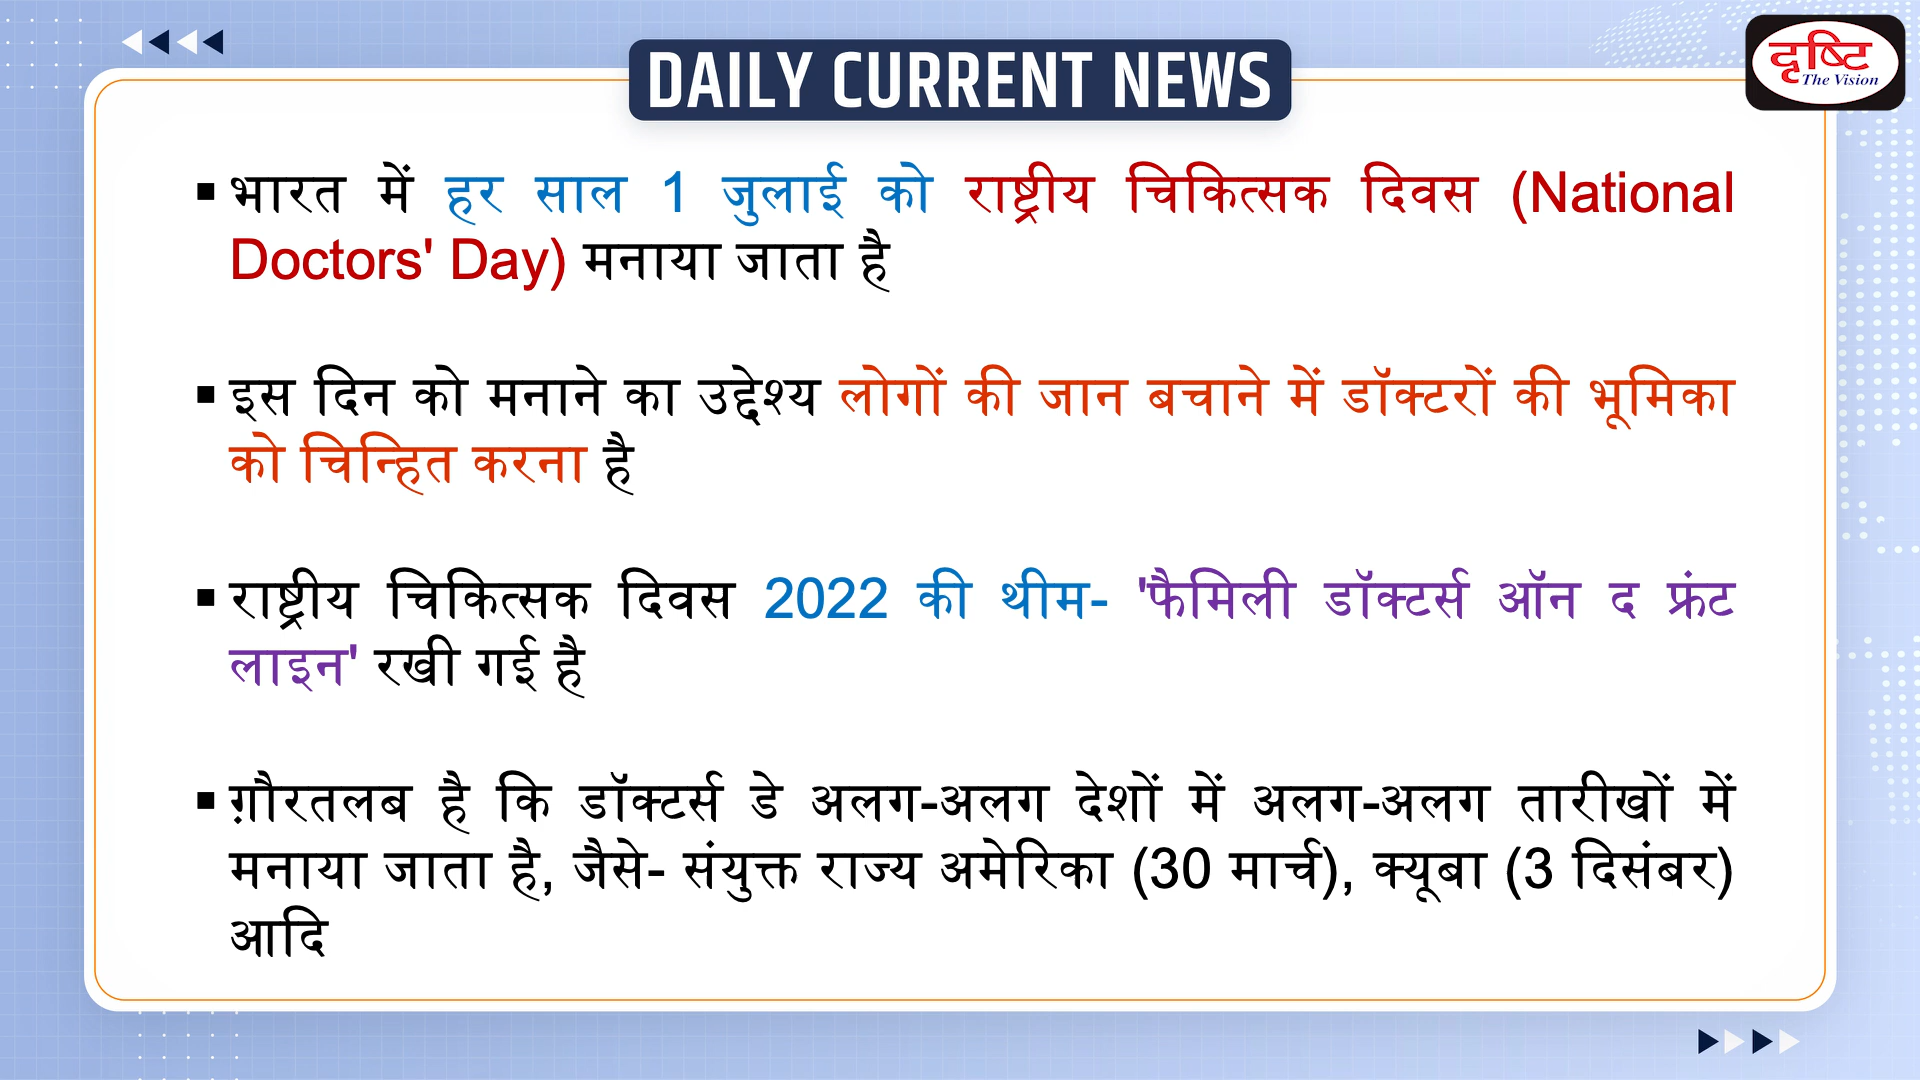 DAILY CURRENT NEWS
दृष्टि
The Vision
▪ भारत में हर साल 1 जुलाई को राष्ट्रीय चिकित्सक दिवस (National
Doctors' Day) मनाया जाता है
▪ इस दिन को मनाने का उद्देश्य लोगों की जान बचाने में डॉक्टरों की भूमिका
को चिन्हित करना है
▪ राष्ट्रीय चिकित्सक दिवस 2022 की थीम- 'फैमिली डॉक्टर्स ऑन द फ्रंट
लाइन' रखी गई है
▪ ग़ौरतलब है कि डॉक्टर्स डे अलग-अलग देशों में अलग-अलग तारीखों में
मनाया जाता है, जैसे- संयुक्त राज्य अमेरिका (30 मार्च), क्यूबा (3 दिसंबर)
आदि